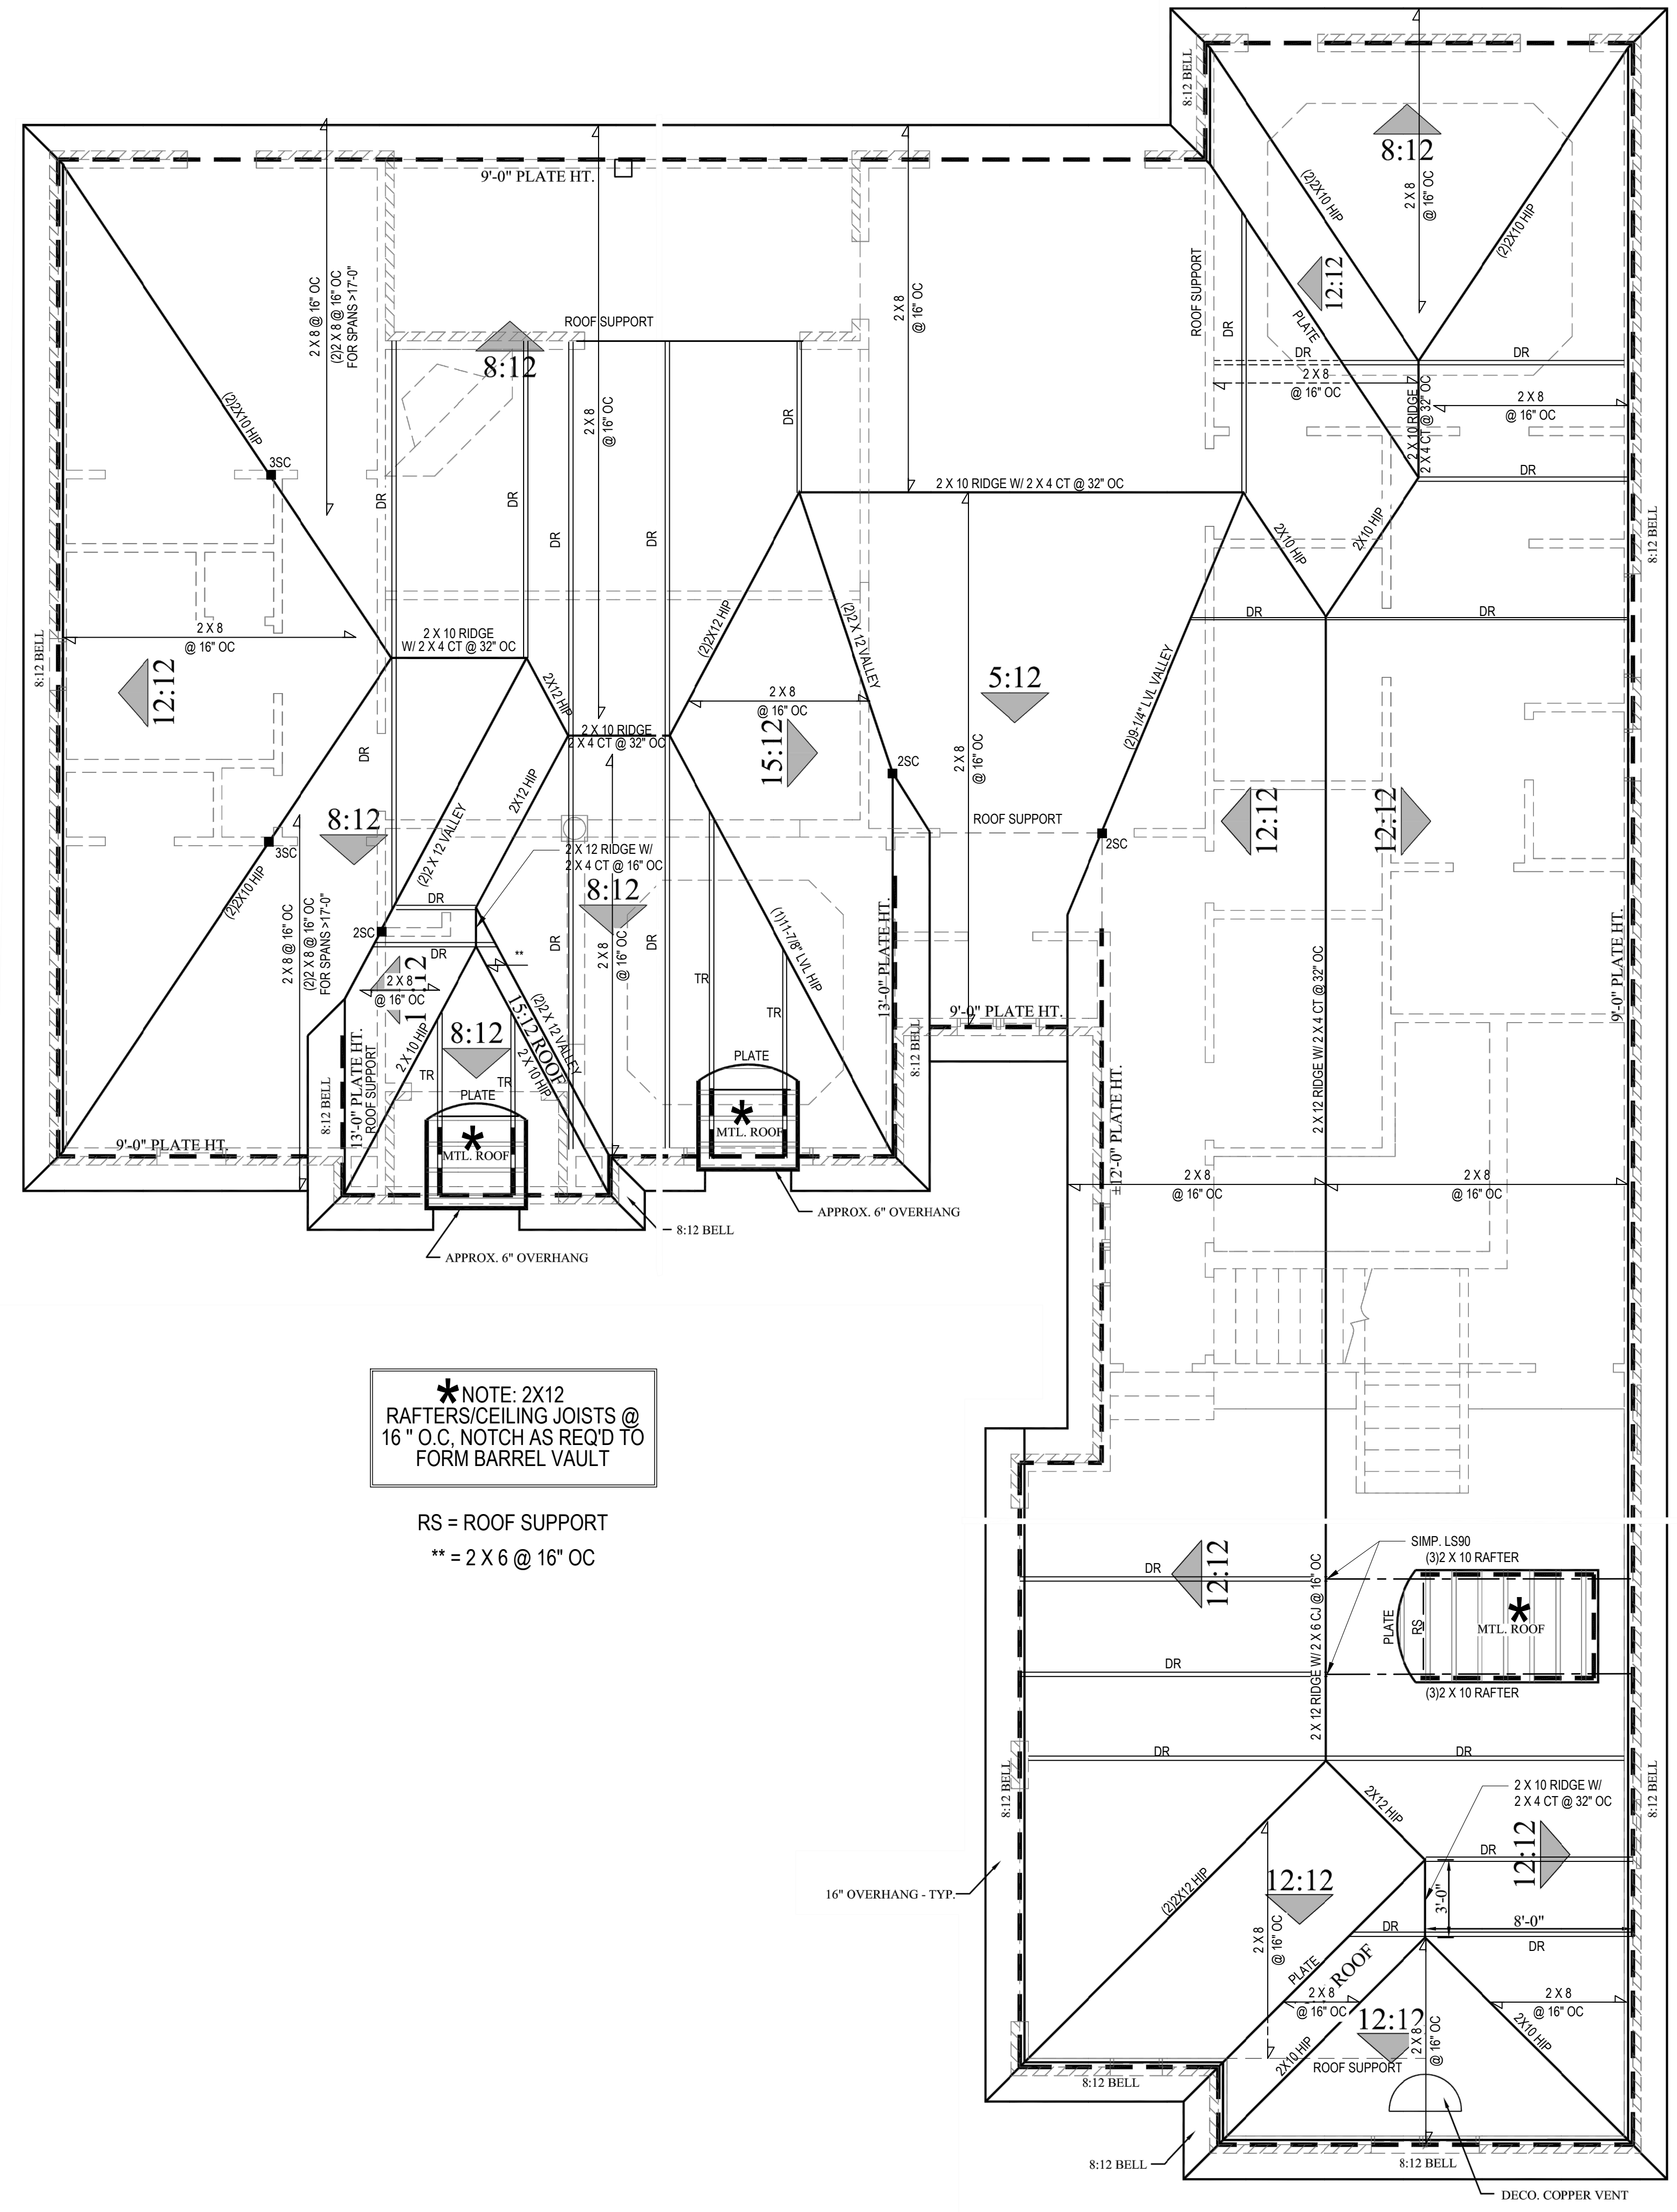 8:12 BELL
8:12
2 X 8
@ 16" OC
(2)2X10 HIP
(2)2X10 HIP
9'-0" PLATE HT.
12:12
ROOF SUPPORT
DR
PLATE
2 X 8 @ 16" OC
(2)2 X 8 @ 16" OC
FOR SPANS >17'-0"
2 X 8
@ 16" OC
ROOF SUPPORT
8:12
DR
DR
2 X 8
@ 16" OC
2 X 8
@ 16" OC
2 X 10 RIDGE
2 X 4 CT @ 32" OC
DR
(2)2X10 HIP
3SC
2 X 8
@ 16" OC
DR
DR
DR
DR
DR
DR
2 X 10 RIDGE W/ 2 X 4 CT @ 32" OC
2X10 HIP
2X10 HIP
8:12 BELL
8:12 BELL
2 X 8
@ 16" OC
12:12
2 X 10 RIDGE
W/ 2 X 4 CT @ 32" OC
(2)2X12 HIP
(2)2 X 12 VALLEY
DR
DR
5:12
(2)9-1/4" LVL VALLEY
2X12 HIP
2 X 8
@ 16" OC
2 X 10 RIDGE
2 X 4 CT @ 32" OC
15:12
2 X 8
@ 16" OC
2SC
DR
2X12 HIP
8:12
3SC
(2)2X10 HIP
(2)2 X 12 VALLEY
2 X 12 RIDGE W/
2 X 4 CT @ 16" OC
8:12
ROOF SUPPORT
2SC
12:12
12:12
2 X 8 @ 16" OC
(2)2 X 8 @ 16" OC
FOR SPANS >17'-0"
DR
2SC
DR
**
DR
2 X 8
@ 16" OC
DR
(1)11-7/8" LVL HIP
13'-0" PLATE HT.
9'-0" PLATE HT.
2 X 12 RIDGE W/ 2 X 4 CT @ 32" OC
2 X 8
@ 16" OC
TR
TR
15:12 ROOF
(2)2 X 12 VALLEY
2 X 10 HIP
2 X 10 HIP
8:12
TR
TR
PLATE
PLATE
9'-0" PLATE HT.
8:12 BELL
13'-0" PLATE HT.
ROOF SUPPORT
8:12 BELL
9'-0" PLATE HT.
* MTL. ROOF
* MTL. ROOF
±12'-0" PLATE HT.
2 X 8
@ 16" OC
2 X 8
@ 16" OC
APPROX. 6" OVERHANG
8:12 BELL
APPROX. 6" OVERHANG
* NOTE: 2X12
RAFTERS/CEILING JOISTS @
16 " O.C, NOTCH AS REQ'D TO
FORM BARREL VAULT
RS = ROOF SUPPORT
** = 2 X 6 @ 16" OC
SIMP. LS90
(3)2 X 10 RAFTER
DR
12:12
2 X 12 RIDGE W/ 2 X 6 CJ @ 16" OC
PLATE
RS
* MTL. ROOF
(3)2 X 10 RAFTER
DR
DR
DR
8:12 BELL
8:12 BELL
2X12 HIP
2 X 10 RIDGE W/
2 X 4 CT @ 32" OC
DR
12:12
16" OVERHANG - TYP.
(2)2X12 HIP
12:12
3'-0"
8'-0"
2 X 8
@ 16" OC
DR
DR
PLATE
ROOF
2 X 8
@ 16" OC
2 X 8
@ 16" OC
12:12
2X10 HIP
2X10 HIP
2 X 8
@ 16" OC
ROOF SUPPORT
8:12 BELL
8:12 BELL
8:12 BELL
DECO. COPPER VENT